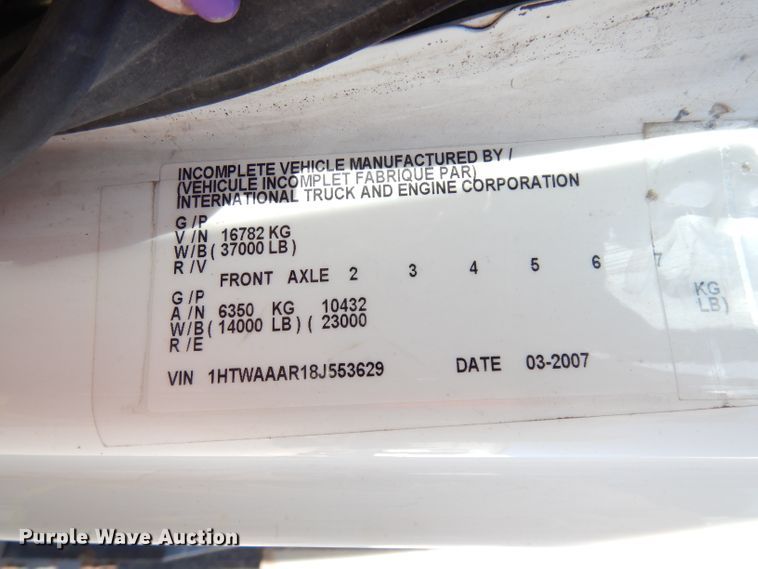 INCOMPLETE VEHICLE MANUFACTURED BY /
(VEHICULE INCOMPLET FABRIQUE PAR)
INTERNATIONAL TRUCK AND ENGINE CORPORATION
G /P
V /N 16782 KG
W/B ( 37000 LB )
R /V
FRONT AXLE 2 3 4 5 6 7
G /P
A /N 6350 KG 10432 KG
W/B ( 14000 LB ) ( 23000 LB )
R /E
VIN 1HTWAAAR18J553629 DATE 03-2007
Purple Wave Auction